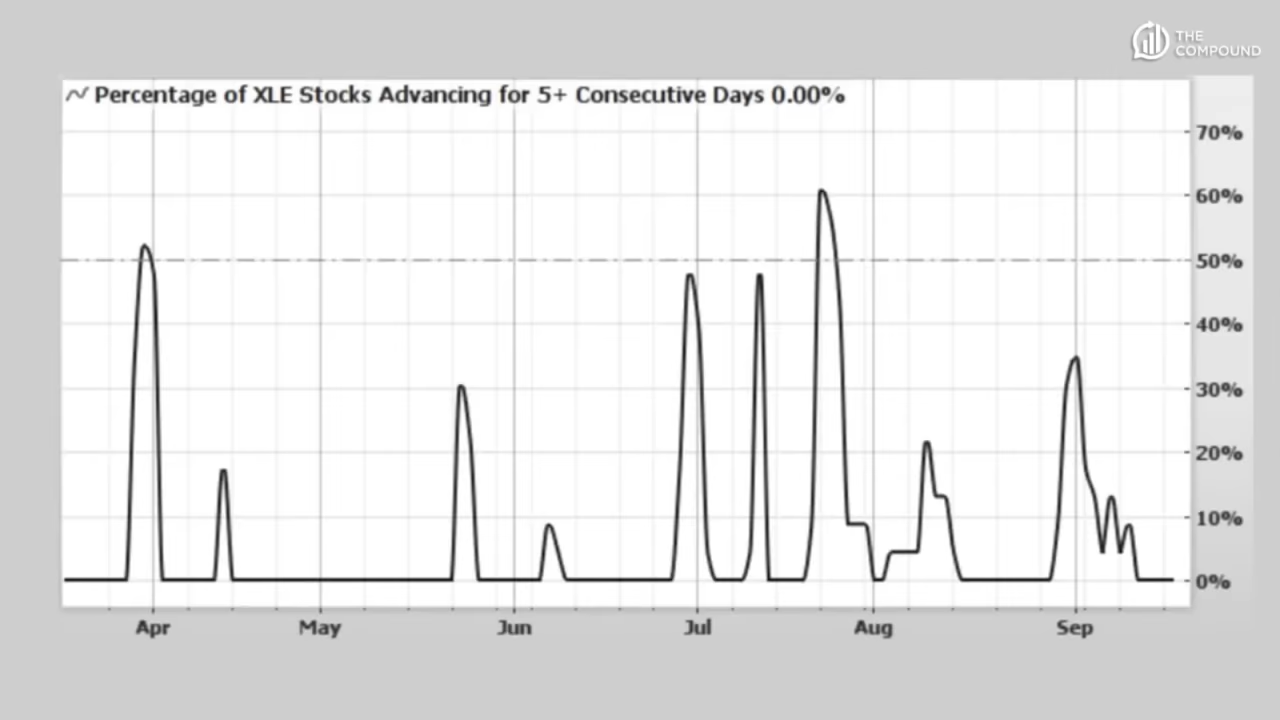 THE
COMPOUND
Percentage of XLE Stocks Advancing for 5+ Consecutive Days 0.00%
70%
60%
50%
40%
30%
20%
10%
0%
Apr May Jun Jul Aug Sep